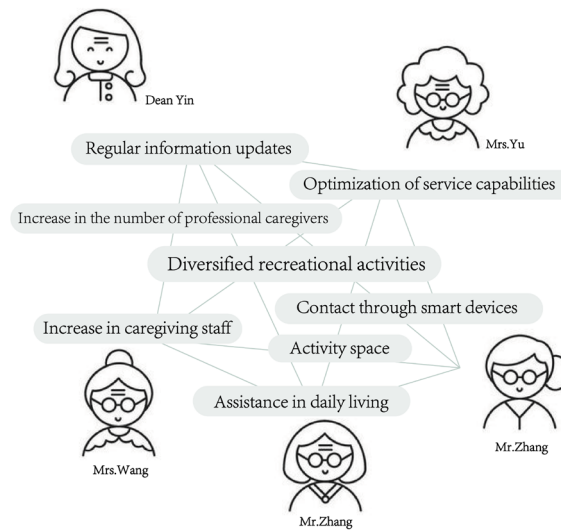 Dean Yin
Mrs.Yu
Regular information updates
Optimization of service capabilities
Increase in the number of professional caregivers
Diversified recreational activities
Contact through smart devices
Increase in caregiving staff
Activity space
Assistance in daily living
Mr.Zhang
Mrs.Wang
Mr.Zhang